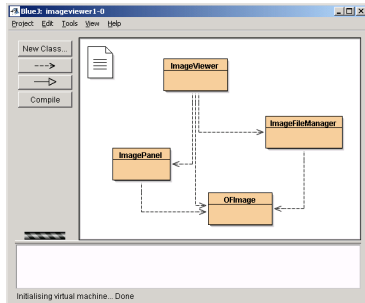 BlueJ: imageviewer1-0
Project Edit Tools View Help
New Class...
Compile
ImageViewer
ImageFileManager
ImagePanel
OFImage
Initialising virtual machine... Done